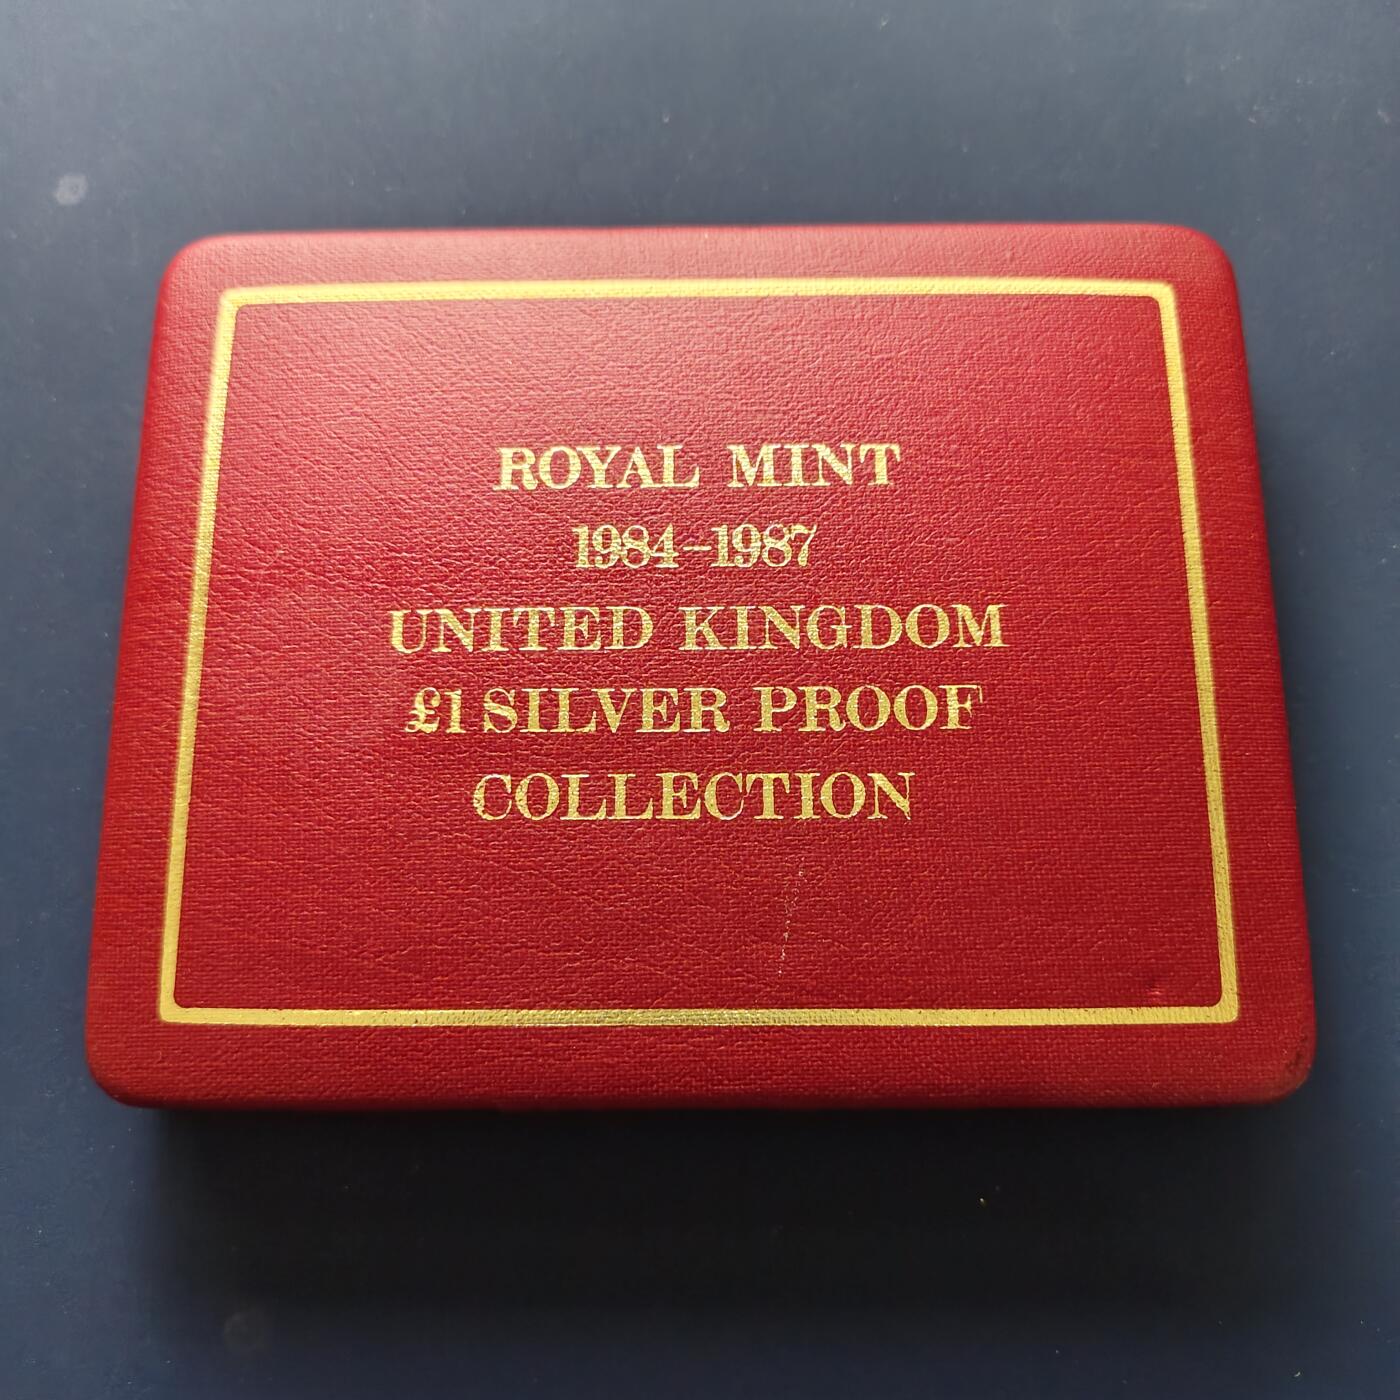 ROYAL MINT
1984-1987
UNITED KINGDOM
£1 SILVER PROOF
COLLECTION